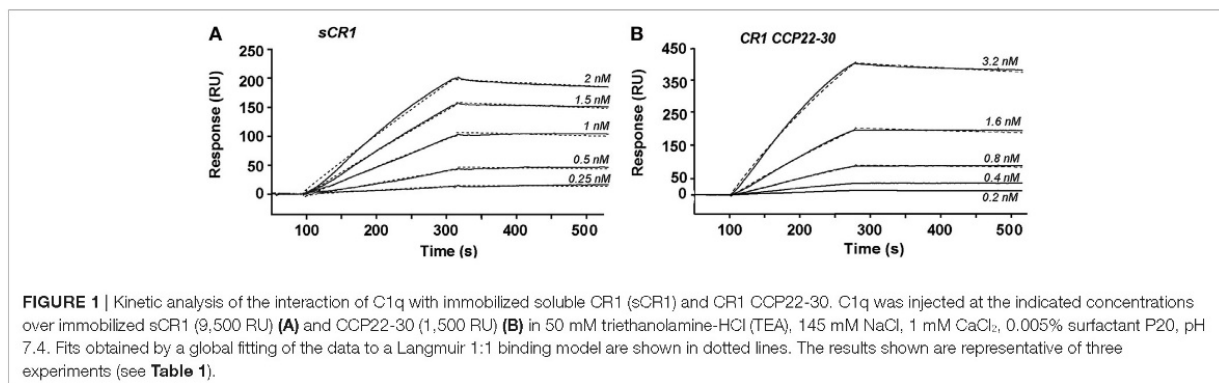 A
sCR1
250
200
150
100
50
0
Response (RU)
2 nM
1.5 nM
1 nM
0.5 nM
0.25 nM
100 200 300 400 500
Time (s)
B
CR1 CCP22-30
450
350
250
150
50
0
Response (RU)
3.2 nM
1.6 nM
0.8 nM
0.4 nM
0.2 nM
100 200 300 400 500
Time (s)
FIGURE 1 | Kinetic analysis of the interaction of C1q with immobilized soluble CR1 (sCR1) and CR1 CCP22-30. C1q was injected at the indicated concentrations
over immobilized sCR1 (9,500 RU) (A) and CCP22-30 (1,500 RU) (B) in 50 mM triethanolamine-HCl (TEA), 145 mM NaCl, 1 mM CaCl₂, 0.005% surfactant P20, pH
7.4. Fits obtained by a global fitting of the data to a Langmuir 1:1 binding model are shown in dotted lines. The results shown are representative of three
experiments (see Table 1).